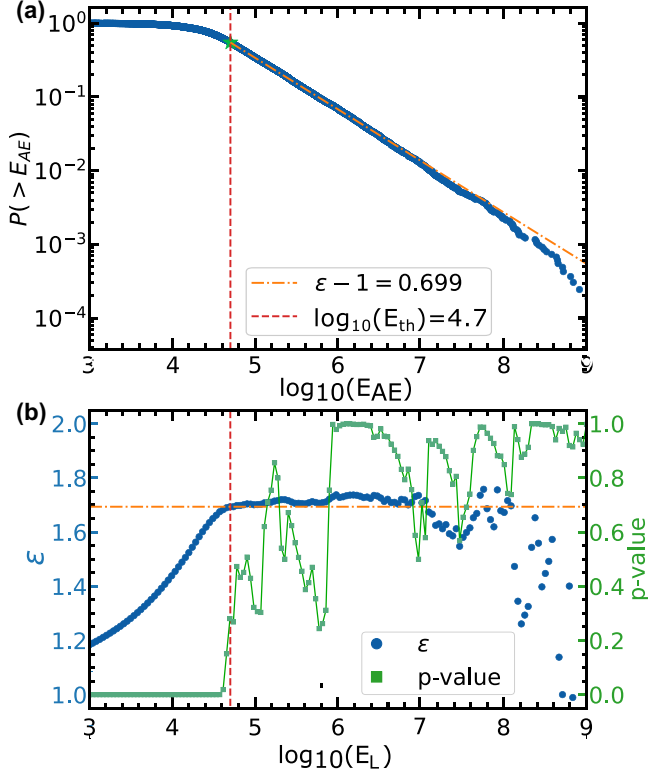 (a)
10⁰
10⁻¹
10⁻²
10⁻³
10⁻⁴
P(> E_AE)
ε − 1 = 0.699
log₁₀(E_th)=4.7
3 4 5 6 7 8 9
log₁₀(E_AE)
(b)
2.0 1.0
1.8 0.8
1.6 0.6
1.4 0.4
1.2 0.2
1.0 0.0
ε
p-value
ε
p-value
3 4 5 6 7 8 9
log₁₀(E_L)